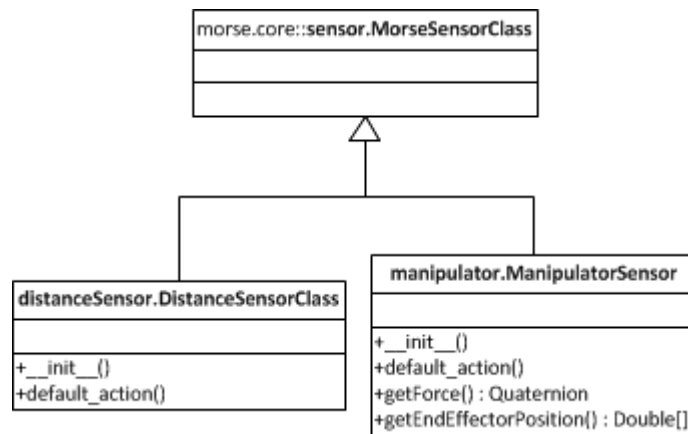 morse.core::sensor.MorseSensorClass
distanceSensor.DistanceSensorClass
+__init__()
+default_action()
manipulator.ManipulatorSensor
+__init__()
+default_action()
+getForce() : Quaternion
+getEndEffectorPosition() : Double[]